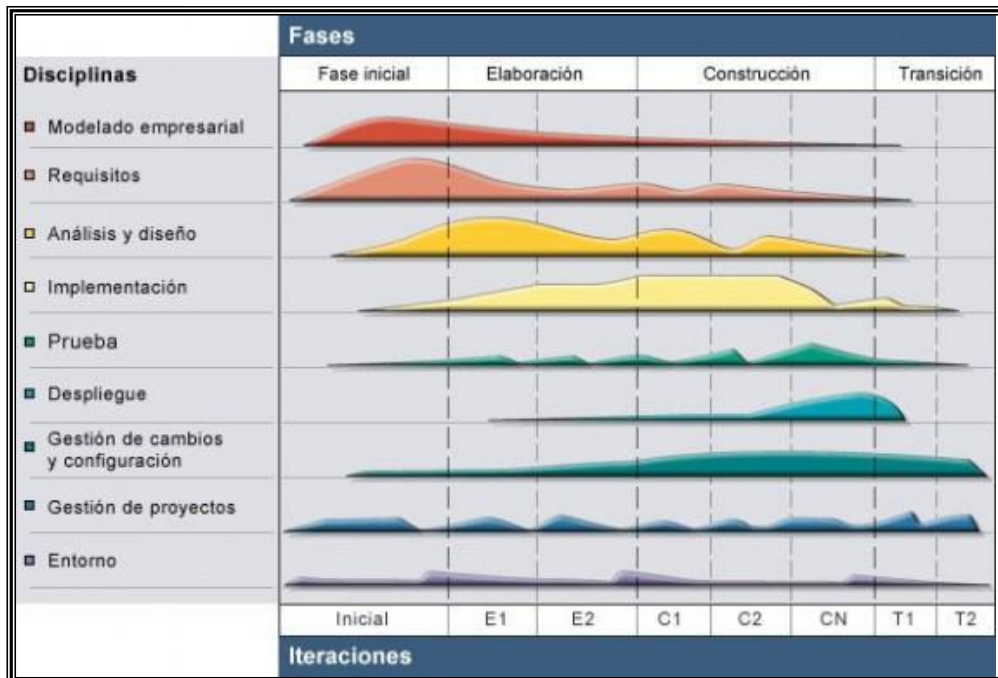 Fases
Disciplinas
Fase inicial Elaboración Construcción Transición
Modelado empresarial
Requisitos
Análisis y diseño
Implementación
Prueba
Despliegue
Gestión de cambios
y configuración
Gestión de proyectos
Entorno
Inicial E1 E2 C1 C2 CN T1 T2
Iteraciones